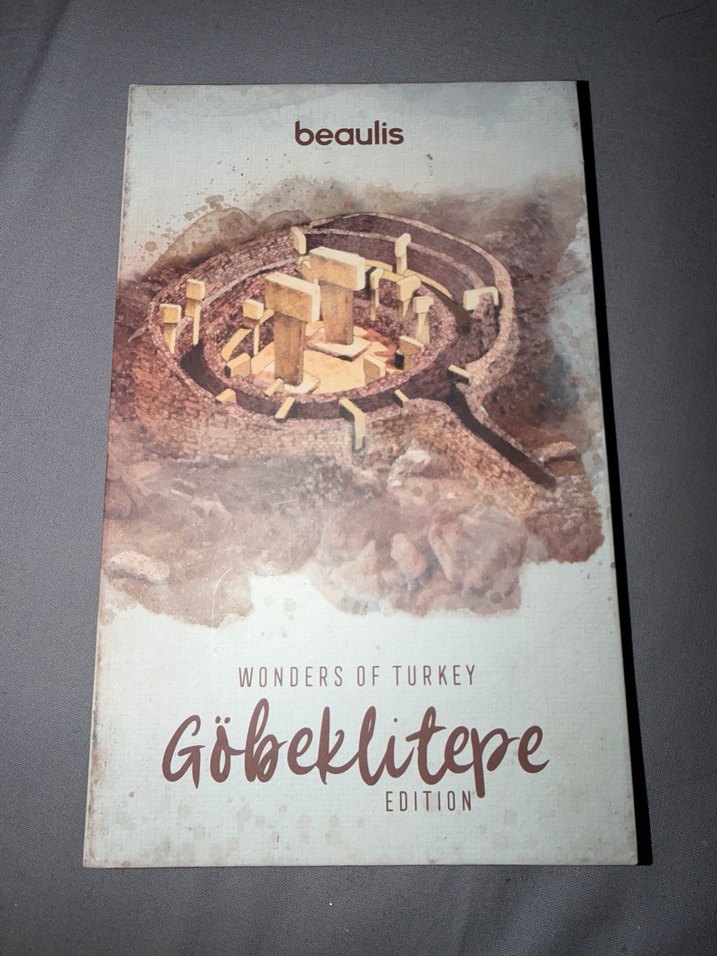 beaulis
WONDERS OF TURKEY
Göbeklitepe
EDITION